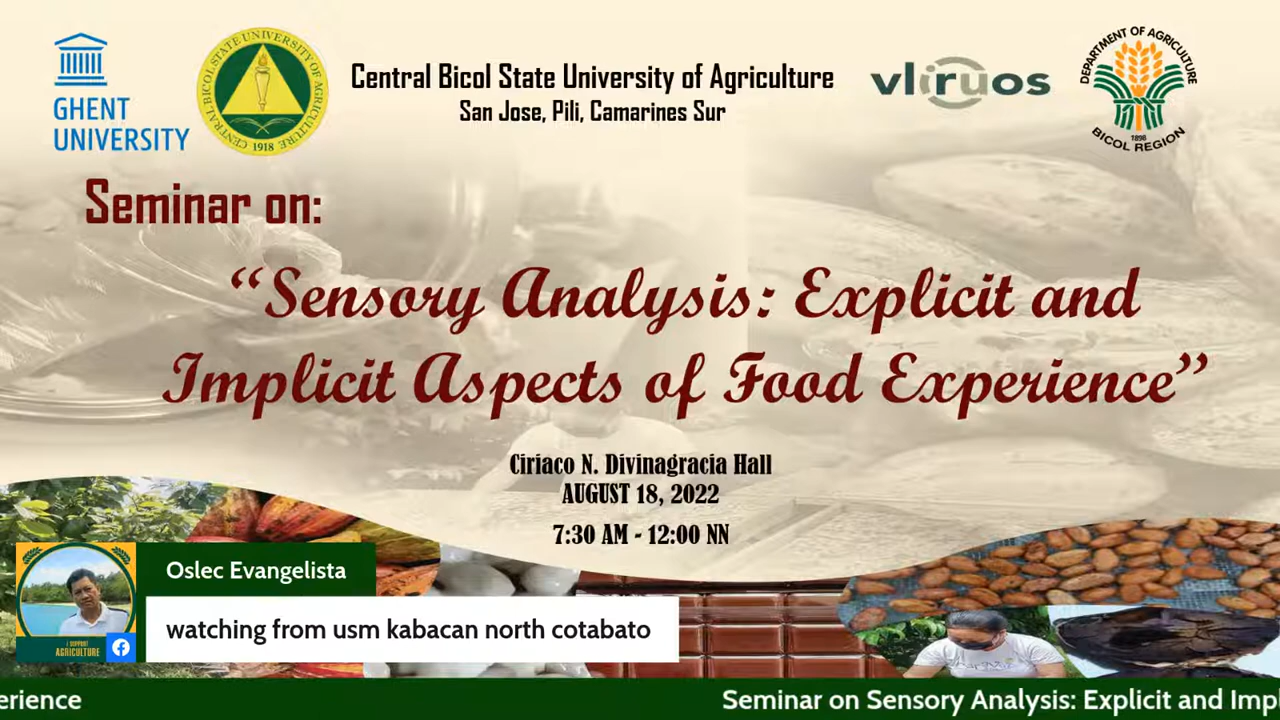 GHENT
UNIVERSITY
CENTRAL BICOL STATE UNIVERSITY OF AGRICULTURE
1918
Central Bicol State University of Agriculture
San Jose, Pili, Camarines Sur
vliruos
DEPARTMENT OF AGRICULTURE
1898
BICOL REGION
Seminar on:
“Sensory Analysis: Explicit and
Implicit Aspects of Food Experience”
Ciriaco N. Divinagracia Hall
AUGUST 18, 2022
7:30 AM - 12:00 NN
Oslec Evangelista
watching from usm kabacan north cotabato
I SUPPORT
AGRICULTURE
erience
Seminar on Sensory Analysis: Explicit and Imp